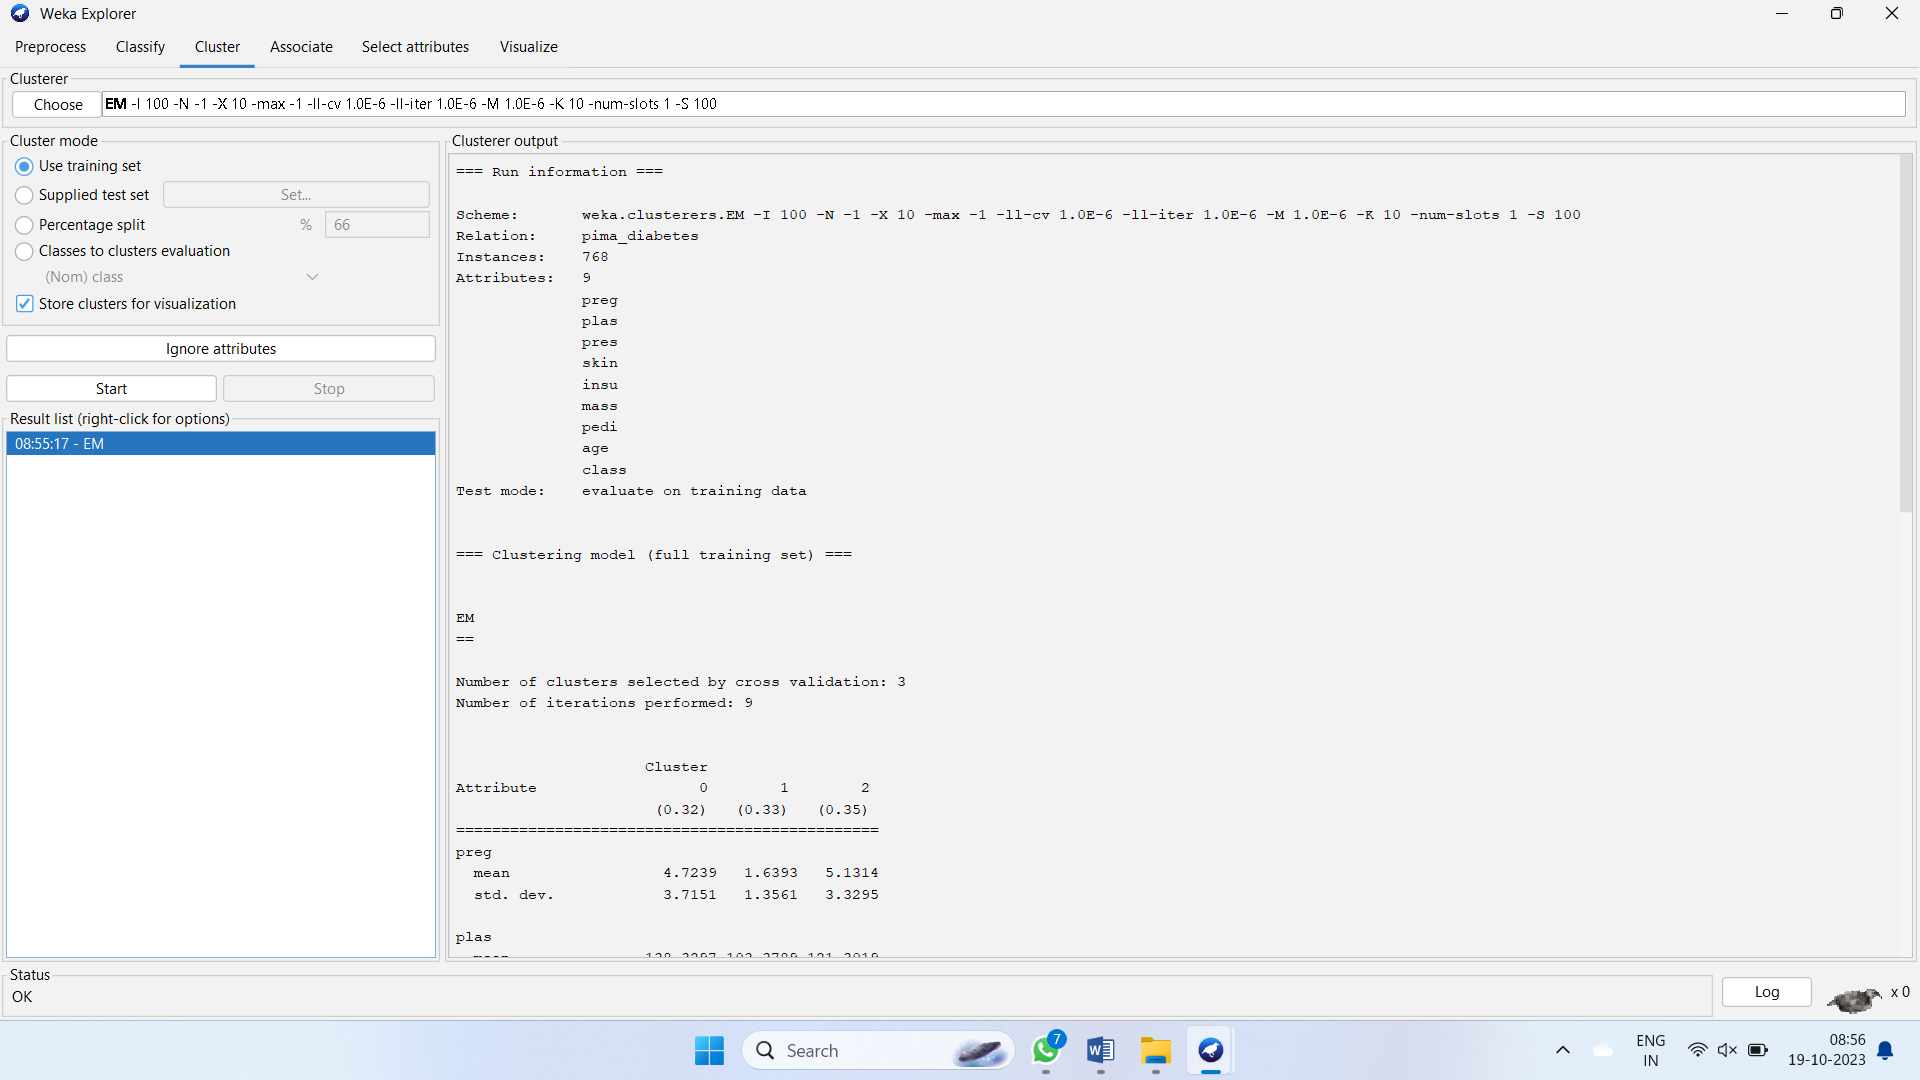 Weka Explorer
Preprocess Classify Cluster Associate Select attributes Visualize
Clusterer
Choose EM -I 100 -N -1 -X 10 -max -1 -ll-cv 1.0E-6 -ll-iter 1.0E-6 -M 1.0E-6 -K 10 -num-slots 1 -S 100
Cluster mode
Use training set
Supplied test set Set...
Percentage split % 66
Classes to clusters evaluation
(Nom) class
Store clusters for visualization
Ignore attributes
Start Stop
Result list (right-click for options)
08:55:17 - EM
Clusterer output
=== Run information ===
Scheme: weka.clusterers.EM -I 100 -N -1 -X 10 -max -1 -ll-cv 1.0E-6 -ll-iter 1.0E-6 -M 1.0E-6 -K 10 -num-slots 1 -S 100
Relation: pima_diabetes
Instances: 768
Attributes: 9
preg
plas
pres
skin
insu
mass
pedi
age
class
Test mode: evaluate on training data
=== Clustering model (full training set) ===
EM
==
Number of clusters selected by cross validation: 3
Number of iterations performed: 9
Cluster
Attribute 0 1 2
(0.32) (0.33) (0.35)
===============================================
preg
mean 4.7239 1.6393 5.1314
std. dev. 3.7151 1.3561 3.3295
plas
Status
OK
Log x 0
Search
7
ENG
IN
08:56
19-10-2023